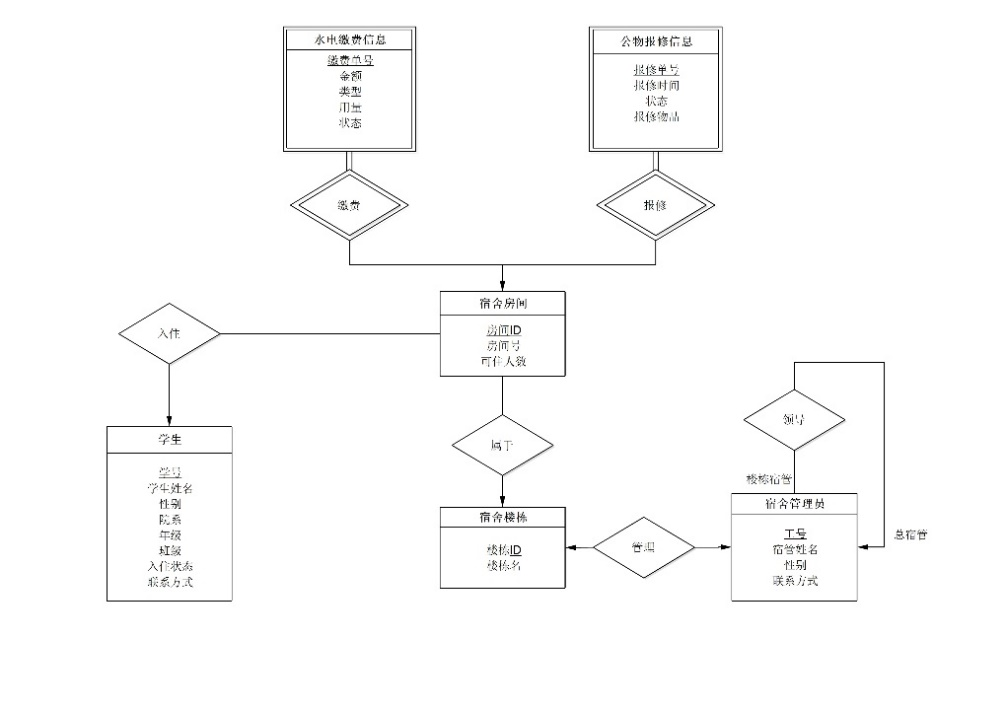 水电缴费信息
缴费单号
金额
类型
用量
状态
公物报修信息
报修单号
报修时间
状态
报修物品
缴费
报修
宿舍房间
房间ID
房间号
可住人数
入住
学生
学号
学生姓名
性别
院系
年级
班级
入住状态
联系方式
属于
宿舍楼栋
楼栋ID
楼栋名
管理
领导
楼栋宿管
宿舍管理员
工号
宿管姓名
性别
联系方式
总宿管